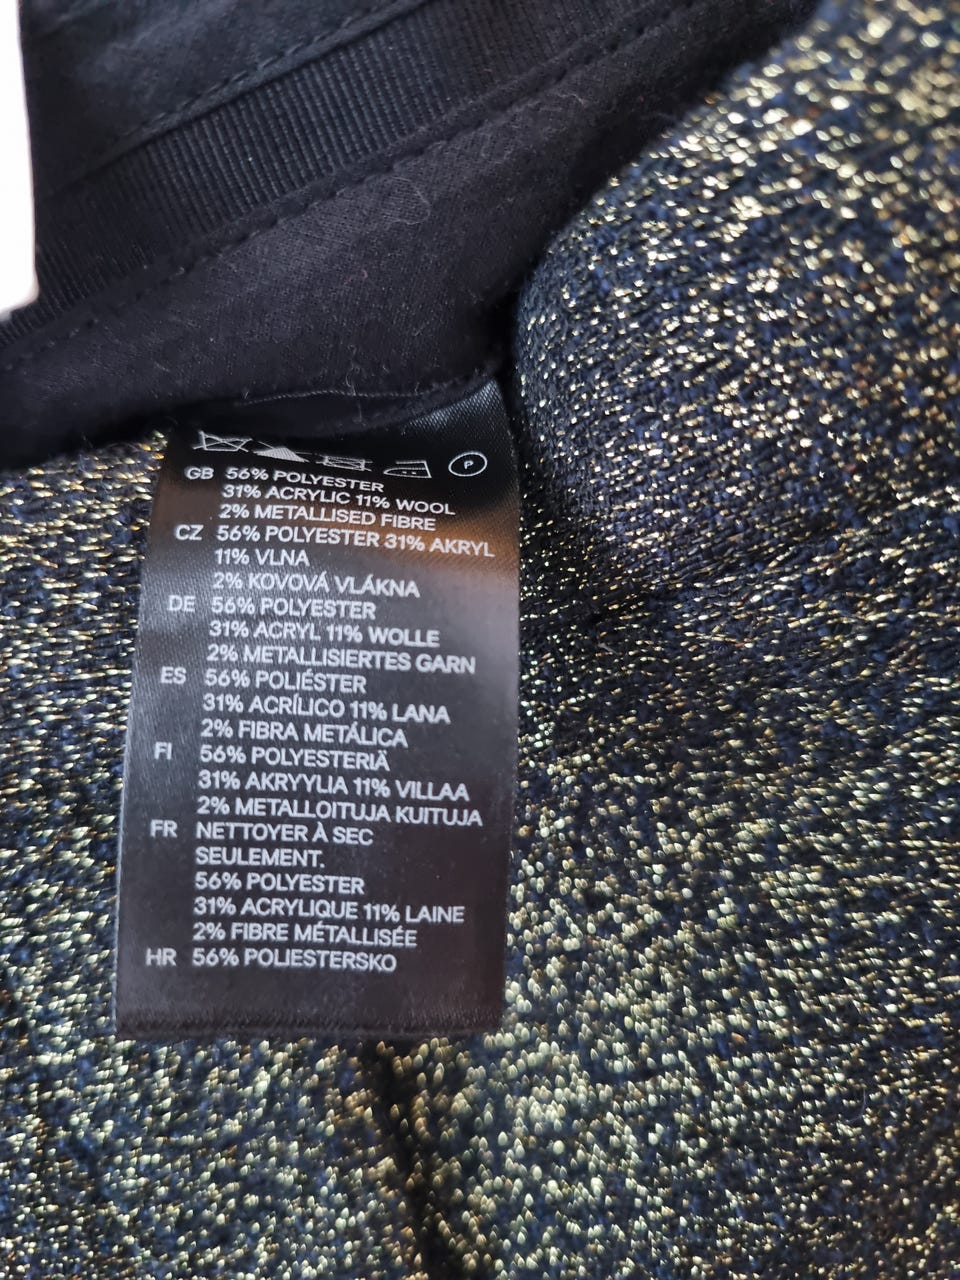 P
GB 56% POLYESTER
31% ACRYLIC 11% WOOL
2% METALLISED FIBRE
CZ 56% POLYESTER 31% AKRYL
11% VLNA
2% KOVOVÁ VLÁKNA
DE 56% POLYESTER
31% ACRYL 11% WOLLE
2% METALLISIERTES GARN
ES 56% POLIÉSTER
31% ACRÍLICO 11% LANA
2% FIBRA METÁLICA
FI 56% POLYESTERIÄ
31% AKRYYLIA 11% VILLAA
2% METALLOITUJA KUITUJA
FR NETTOYER À SEC
SEULEMENT.
56% POLYESTER
31% ACRYLIQUE 11% LAINE
2% FIBRE MÉTALLISÉE
HR 56% POLIESTERSKO